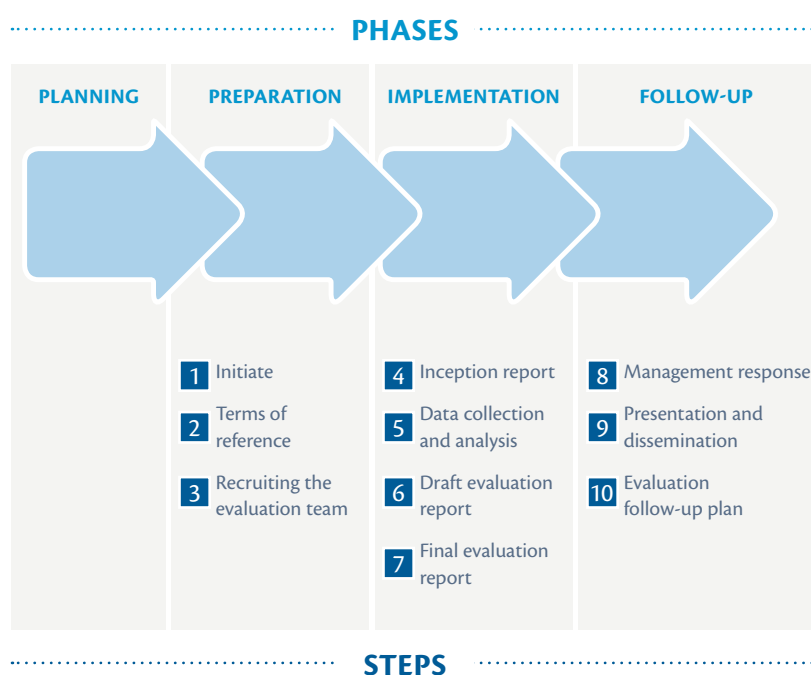 PHASES
PLANNING
PREPARATION
IMPLEMENTATION
FOLLOW-UP
1 Initiate
2 Terms of
reference
3 Recruiting the
evaluation team
4 Inception report
5 Data collection
and analysis
6 Draft evaluation
report
7 Final evaluation
report
8 Management response
9 Presentation and
dissemination
10 Evaluation
follow-up plan
STEPS